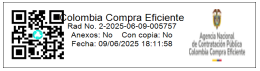 Colombia Compra Eficiente
Rad No. 2-2025-06-09-005757
Anexos: No Con copia: No
Fecha: 09/06/2025 18:11:58
Agencia Nacional
de Contratación Pública
Colombia Compra Eficiente